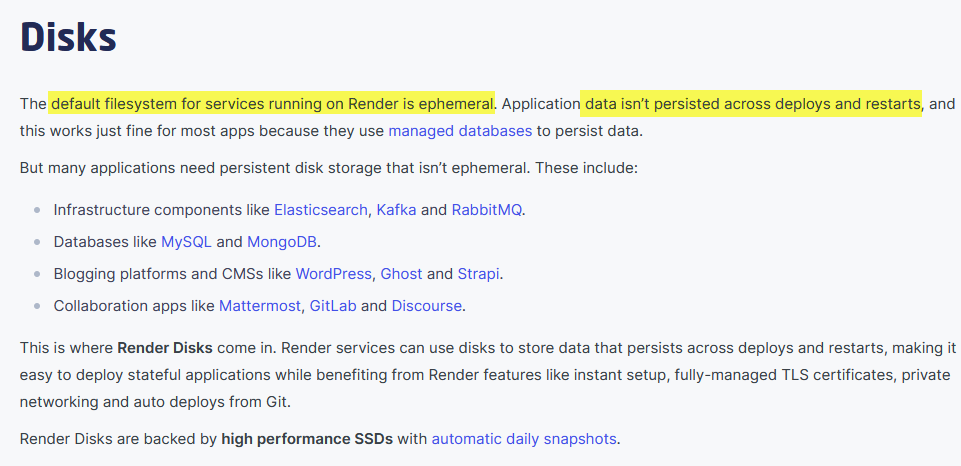 Disks
The default filesystem for services running on Render is ephemeral. Application data isn’t persisted across deploys and restarts, and
this works just fine for most apps because they use managed databases to persist data.
But many applications need persistent disk storage that isn’t ephemeral. These include:
Infrastructure components like Elasticsearch, Kafka and RabbitMQ.
Databases like MySQL and MongoDB.
Blogging platforms and CMSs like WordPress, Ghost and Strapi.
Collaboration apps like Mattermost, GitLab and Discourse.
This is where Render Disks come in. Render services can use disks to store data that persists across deploys and restarts, making it
easy to deploy stateful applications while benefiting from Render features like instant setup, fully-managed TLS certificates, private
networking and auto deploys from Git.
Render Disks are backed by high performance SSDs with automatic daily snapshots.